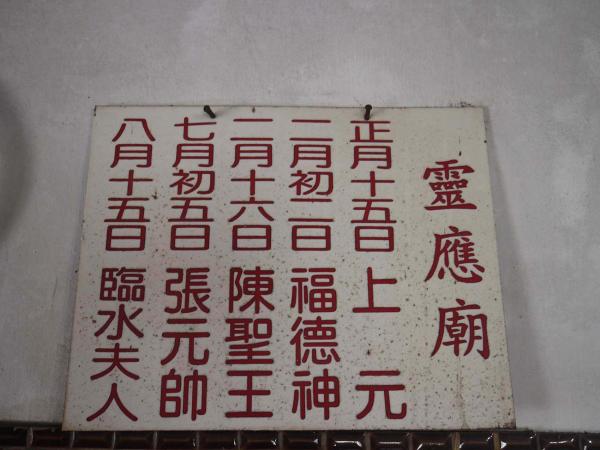 靈應廟
正月十五日 上元
二月初二日 福德神
二月十六日 陳聖王
七月初五日 張元帥
八月十五日 臨水夫人